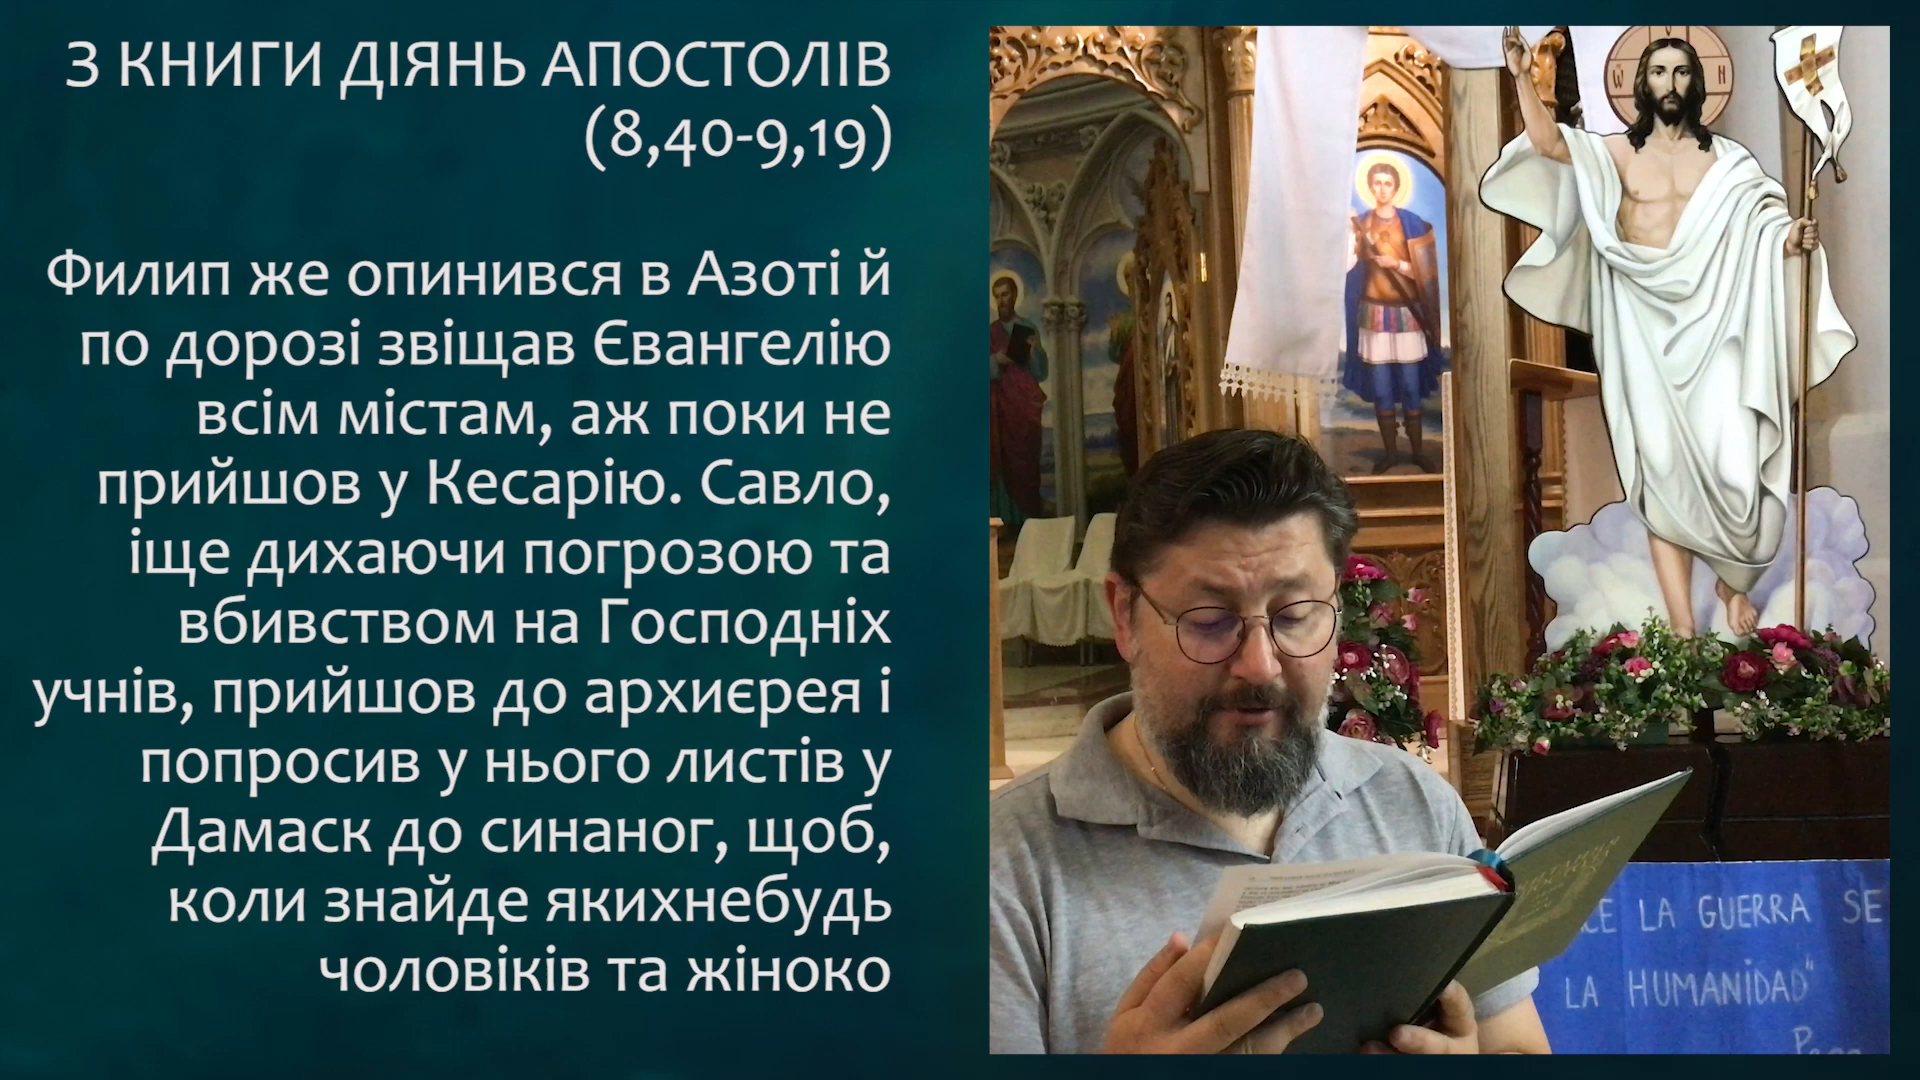 З КНИГИ ДІЯНЬ АПОСТОЛІВ
(8,40-9,19)
Филип же опинився в Азоті й
по дорозі звіщав Євангелію
всім містам, аж поки не
прийшов у Кесарію. Савло,
іще дихаючи погрозою та
вбивством на Господніх
учнів, прийшов до архиєрея і
попросив у нього листів у
Дамаск до синаног, щоб,
коли знайде якихнебудь
чоловіків та жіноко
LA GUERRA SE
LA HUMANIDAD"